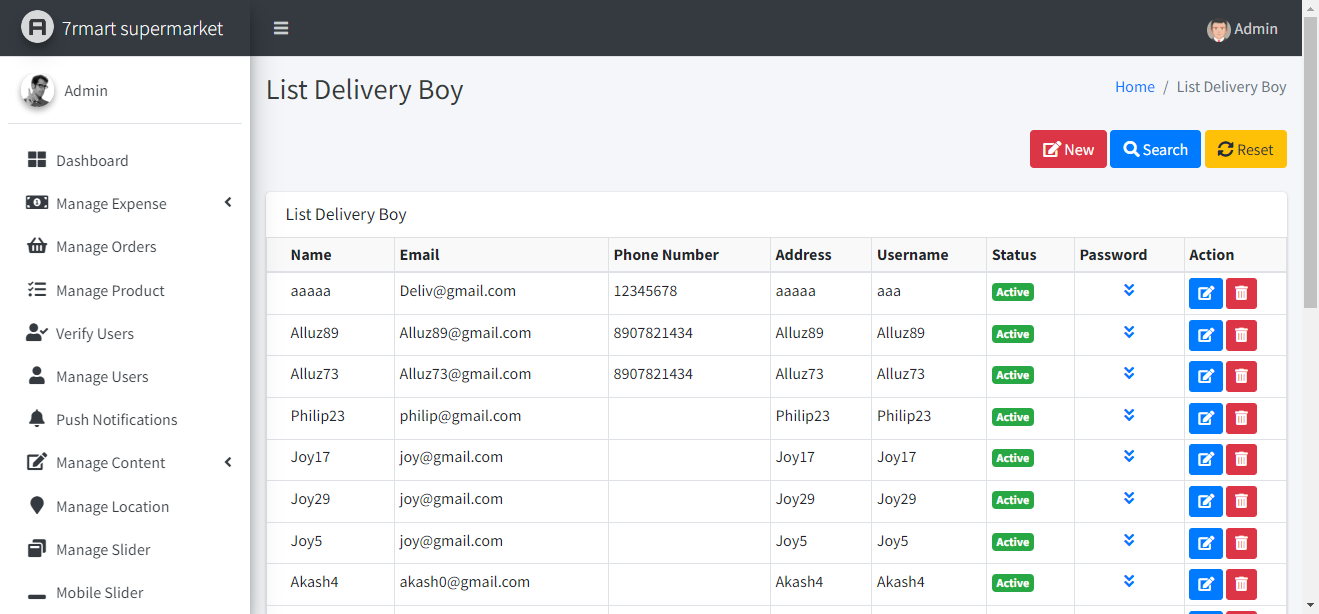 7rmart supermarket
Admin
Admin
Dashboard
Manage Expense
Manage Orders
Manage Product
Verify Users
Manage Users
Push Notifications
Manage Content
Manage Location
Manage Slider
Mobile Slider
List Delivery Boy
Home / List Delivery Boy
New Search Reset
List Delivery Boy
Name Email Phone Number Address Username Status Password Action
aaaaa Deliv@gmail.com 12345678 aaaaa aaa Active
Alluz89 Alluz89@gmail.com 8907821434 Alluz89 Alluz89 Active
Alluz73 Alluz73@gmail.com 8907821434 Alluz73 Alluz73 Active
Philip23 philip@gmail.com Philip23 Philip23 Active
Joy17 joy@gmail.com Joy17 Joy17 Active
Joy29 joy@gmail.com Joy29 Joy29 Active
Joy5 joy@gmail.com Joy5 Joy5 Active
Akash4 akash0@gmail.com Akash4 Akash4 Active